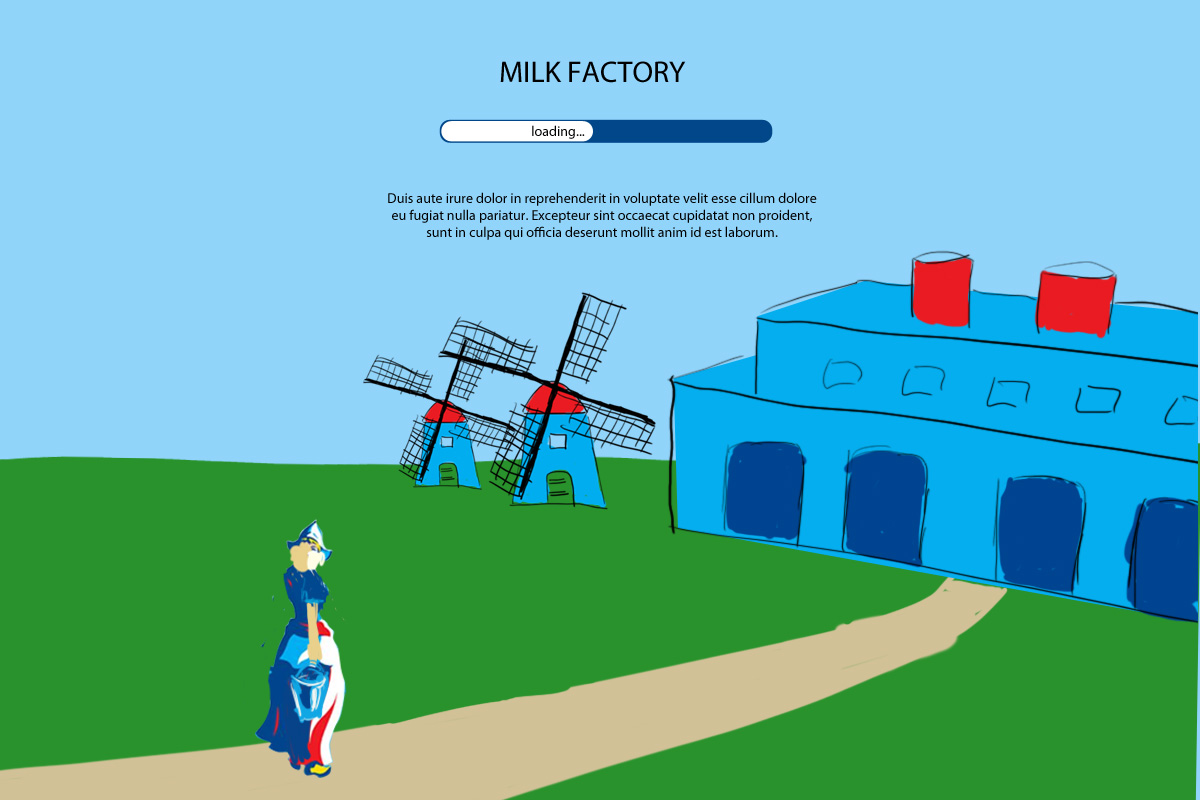 MILK FACTORY
loading...
Duis aute irure dolor in reprehenderit in voluptate velit esse cillum dolore
eu fugiat nulla pariatur. Excepteur sint occaecat cupidatat non proident,
sunt in culpa qui officia deserunt mollit anim id est laborum.